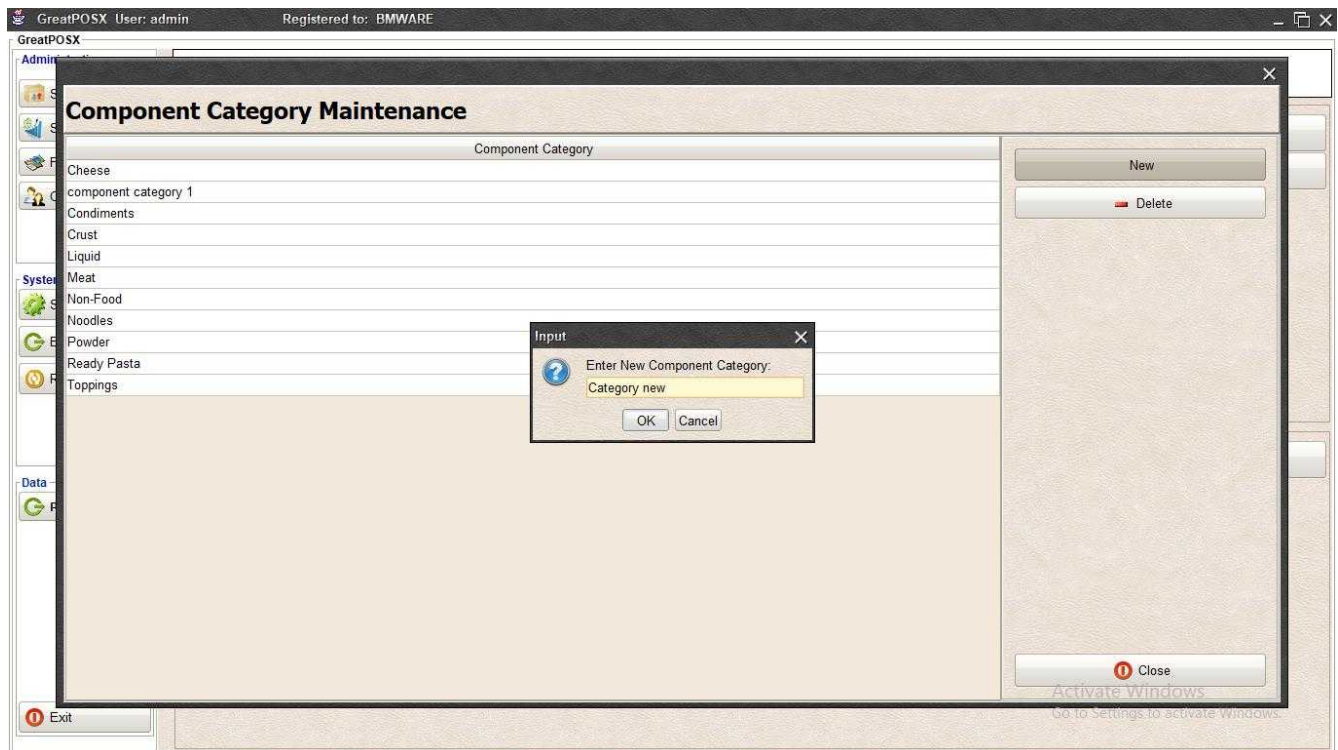 GreatPOSX User: admin Registered to: BMWARE
GreatPOSX
Component Category Maintenance
Component Category
Cheese
component category 1
Condiments
Crust
Liquid
Meat
Non-Food
Noodles
Powder
Ready Pasta
Toppings
New
Delete
Input
Enter New Component Category:
Category new
OK Cancel
Data
Close
Activate Windows
Go to Settings to activate Windows.
Exit